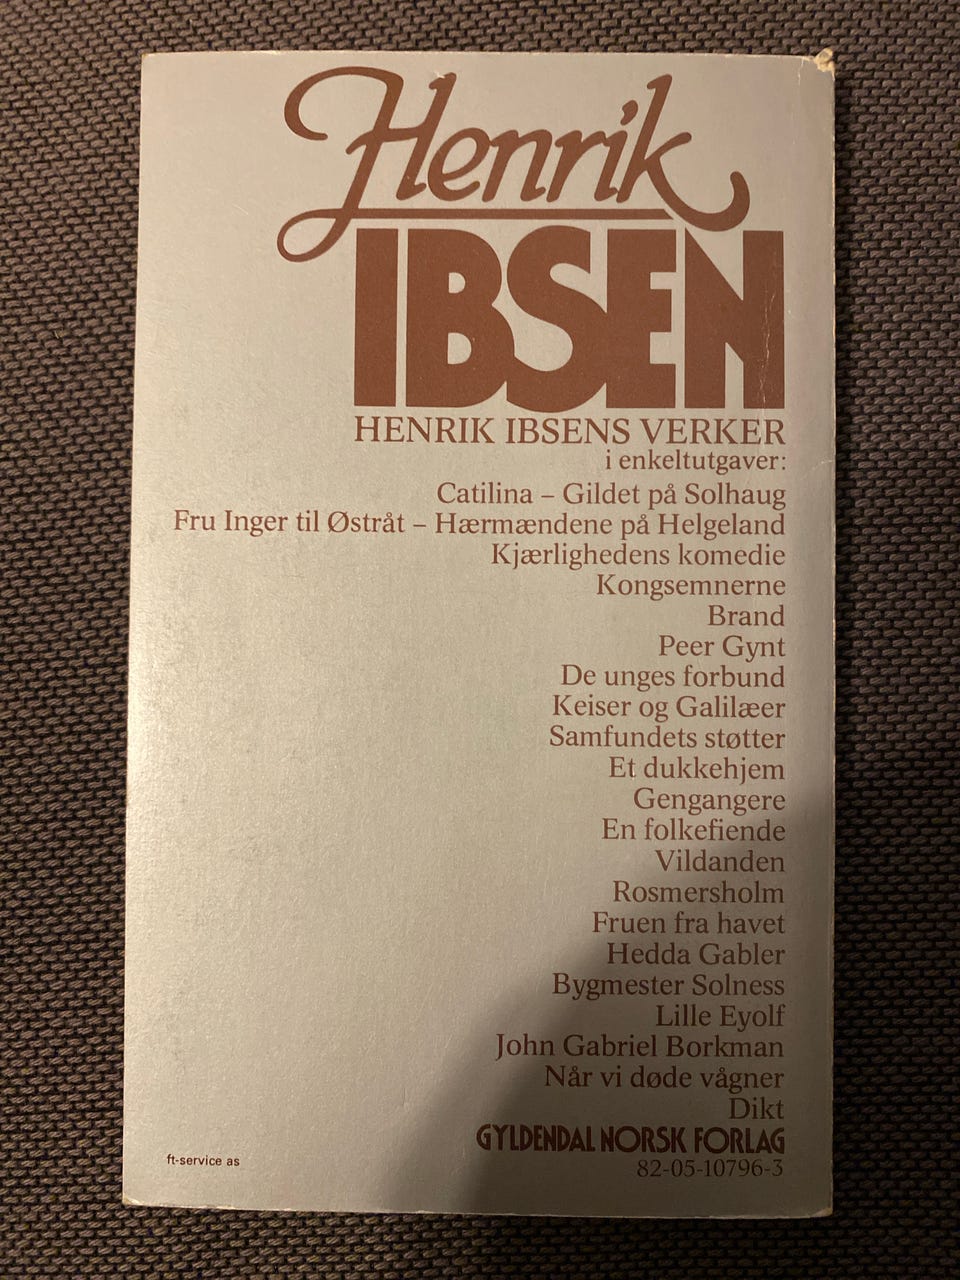 Henrik
IBSEN
HENRIK IBSENS VERKER
i enkeltutgaver:
Catilina – Gildet på Solhaug
Fru Inger til Østråt – Hærmændene på Helgeland
Kjærlighedens komedie
Kongsemnerne
Brand
Peer Gynt
De unges forbund
Keiser og Galilæer
Samfundets støtter
Et dukkehjem
Gengangere
En folkefiende
Vildanden
Rosmersholm
Fruen fra havet
Hedda Gabler
Bygmester Solness
Lille Eyolf
John Gabriel Borkman
Når vi døde vågner
Dikt
GYLDENDAL NORSK FORLAG
ft-service as
82-05-10796-3